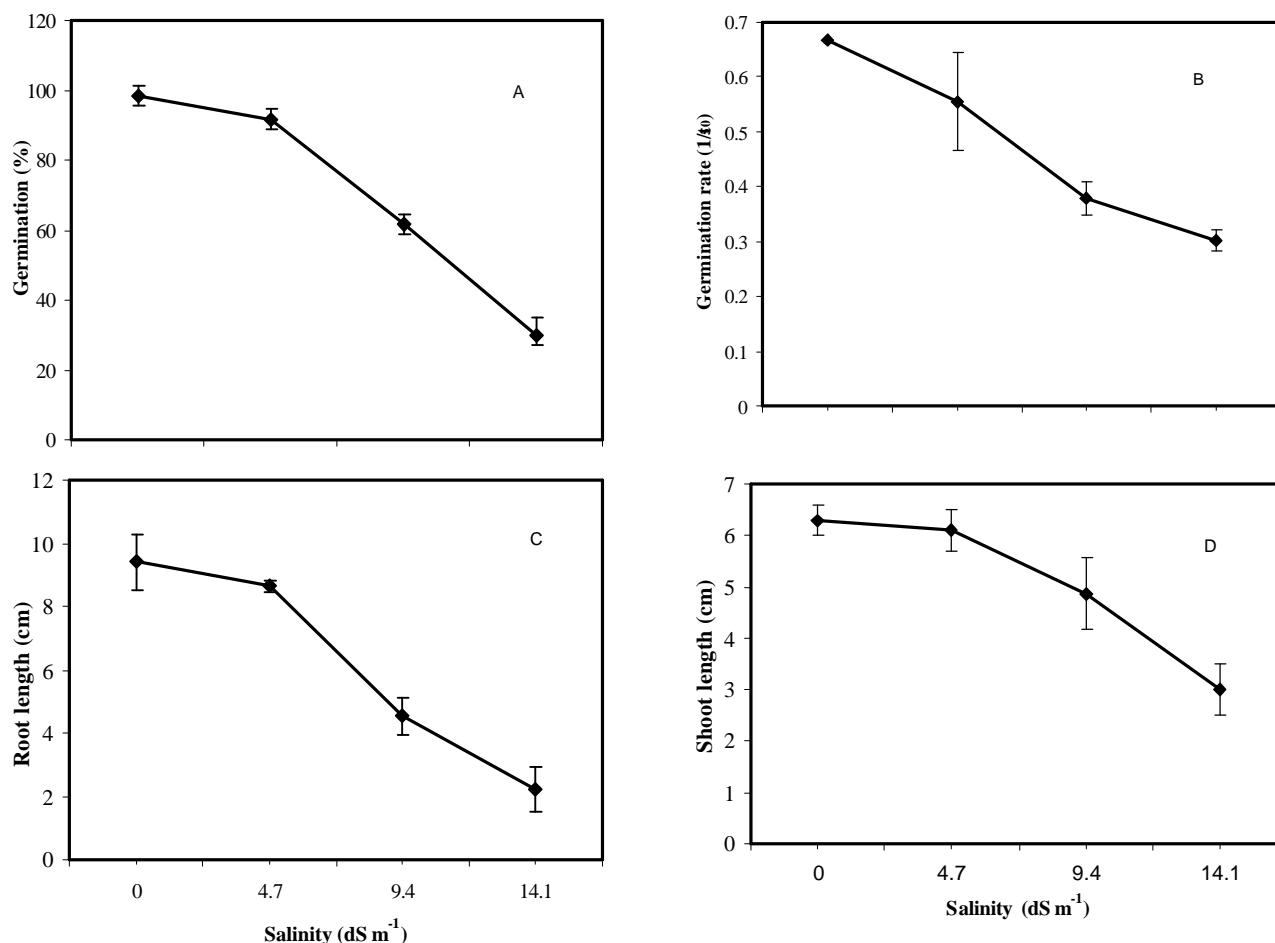 120
100
80
60
40
20
0
Germination (%)
A
0.7
0.6
0.5
0.4
0.3
0.2
0.1
0
Germination rate (1/
B
12
10
8
6
4
2
0
Root length (cm)
C
0 4.7 9.4 14.1
Salinity (dS m⁻¹)
7
6
5
4
3
2
1
0
Shoot length (cm)
D
0 4.7 9.4 14.1
Salinity (dS m⁻¹)